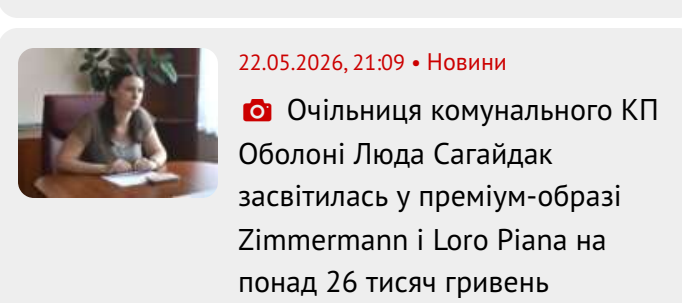 22.05.2026, 21:09 • Новини
Очільниця комунального КП
Оболоні Люда Сагайдак
засвітилась у преміум-образі
Zimmermann і Loro Piana на
понад 26 тисяч гривень